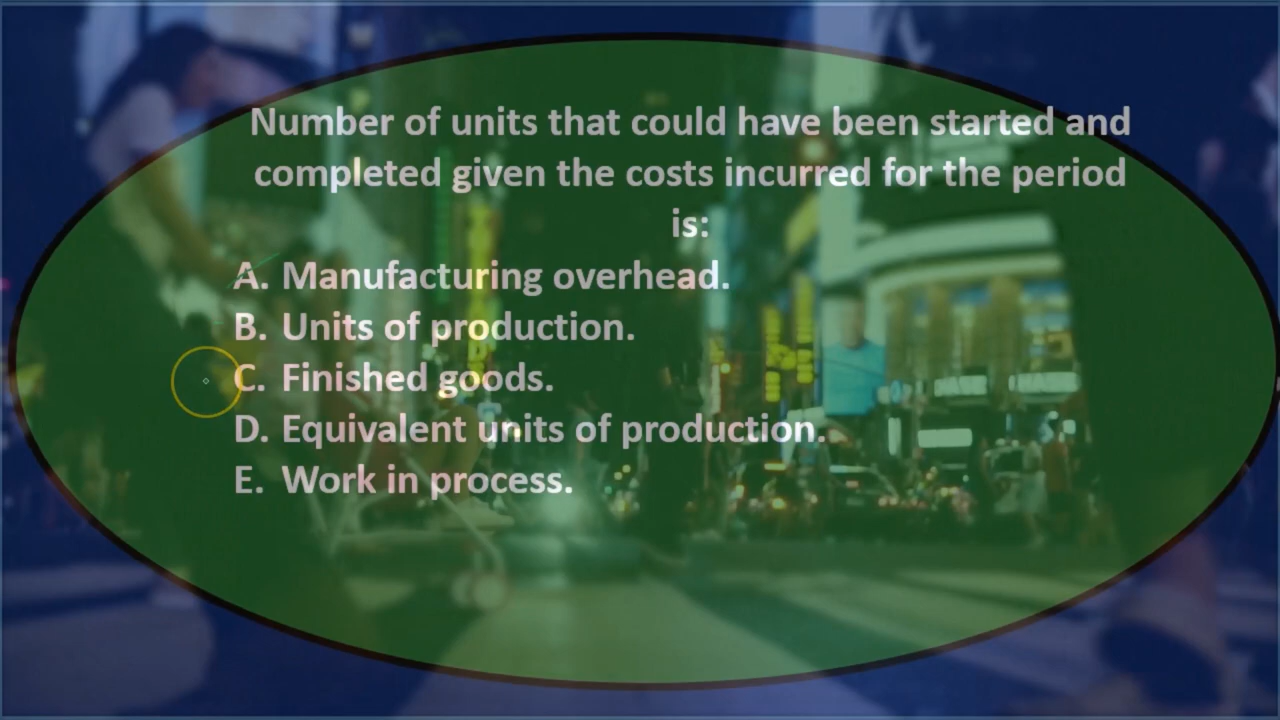 Number of units that could have been started and
completed given the costs incurred for the period
is:
A. Manufacturing overhead.
B. Units of production.
C. Finished goods.
D. Equivalent units of production.
E. Work in process.